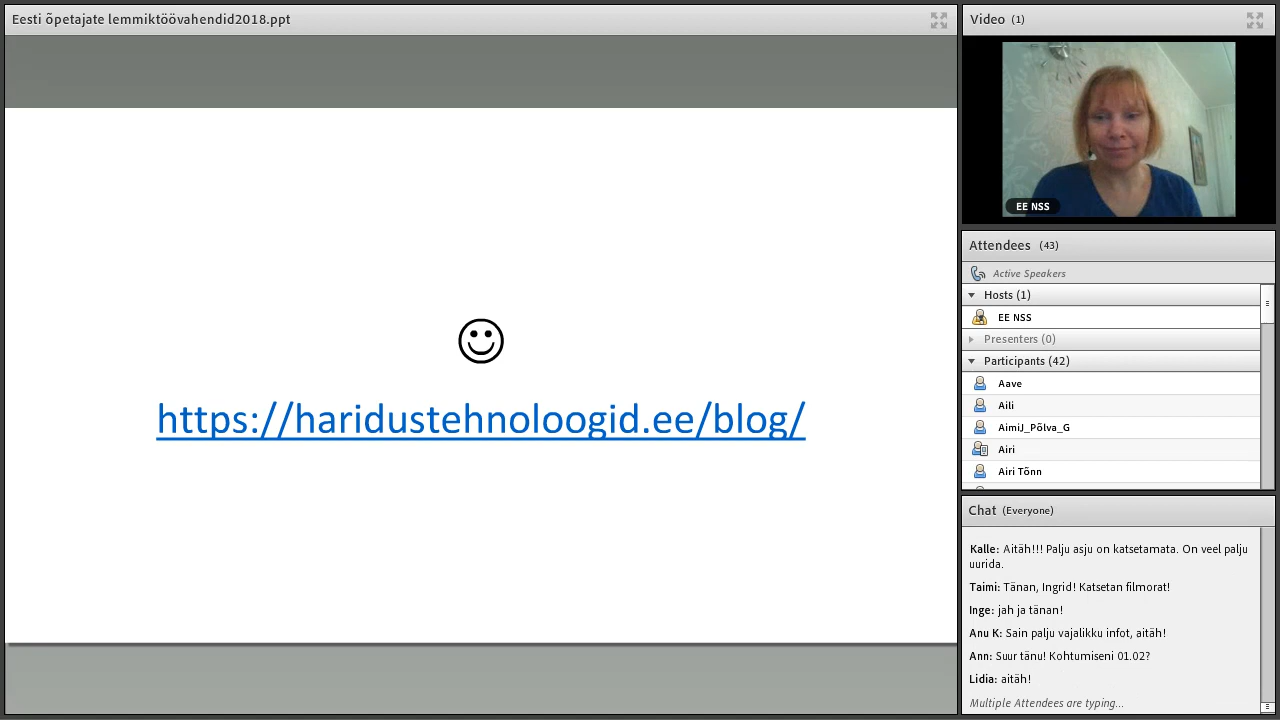 Eesti õpetajate lemmiktöövahendid2018.ppt
https://haridustehnoloogid.ee/blog/
Video (1)
EE NSS
Attendees (43)
Active Speakers
Hosts (1)
EE NSS
Presenters (0)
Participants (42)
Aave
Aili
AimiJ_Põlva_G
Airi
Airi Tõnn
Chat (Everyone)
Kalle: Aitäh!!! Palju asju on katsetamata. On veel palju
uurida.
Taimi: Tänan, Ingrid! Katsetan filmorat!
Inge: jah ja tänan!
Anu K: Sain palju vajalikku infot, aitäh!
Ann: Suur tänu! Kohtumiseni 01.02?
Lidia: aitäh!
Multiple Attendees are typing...